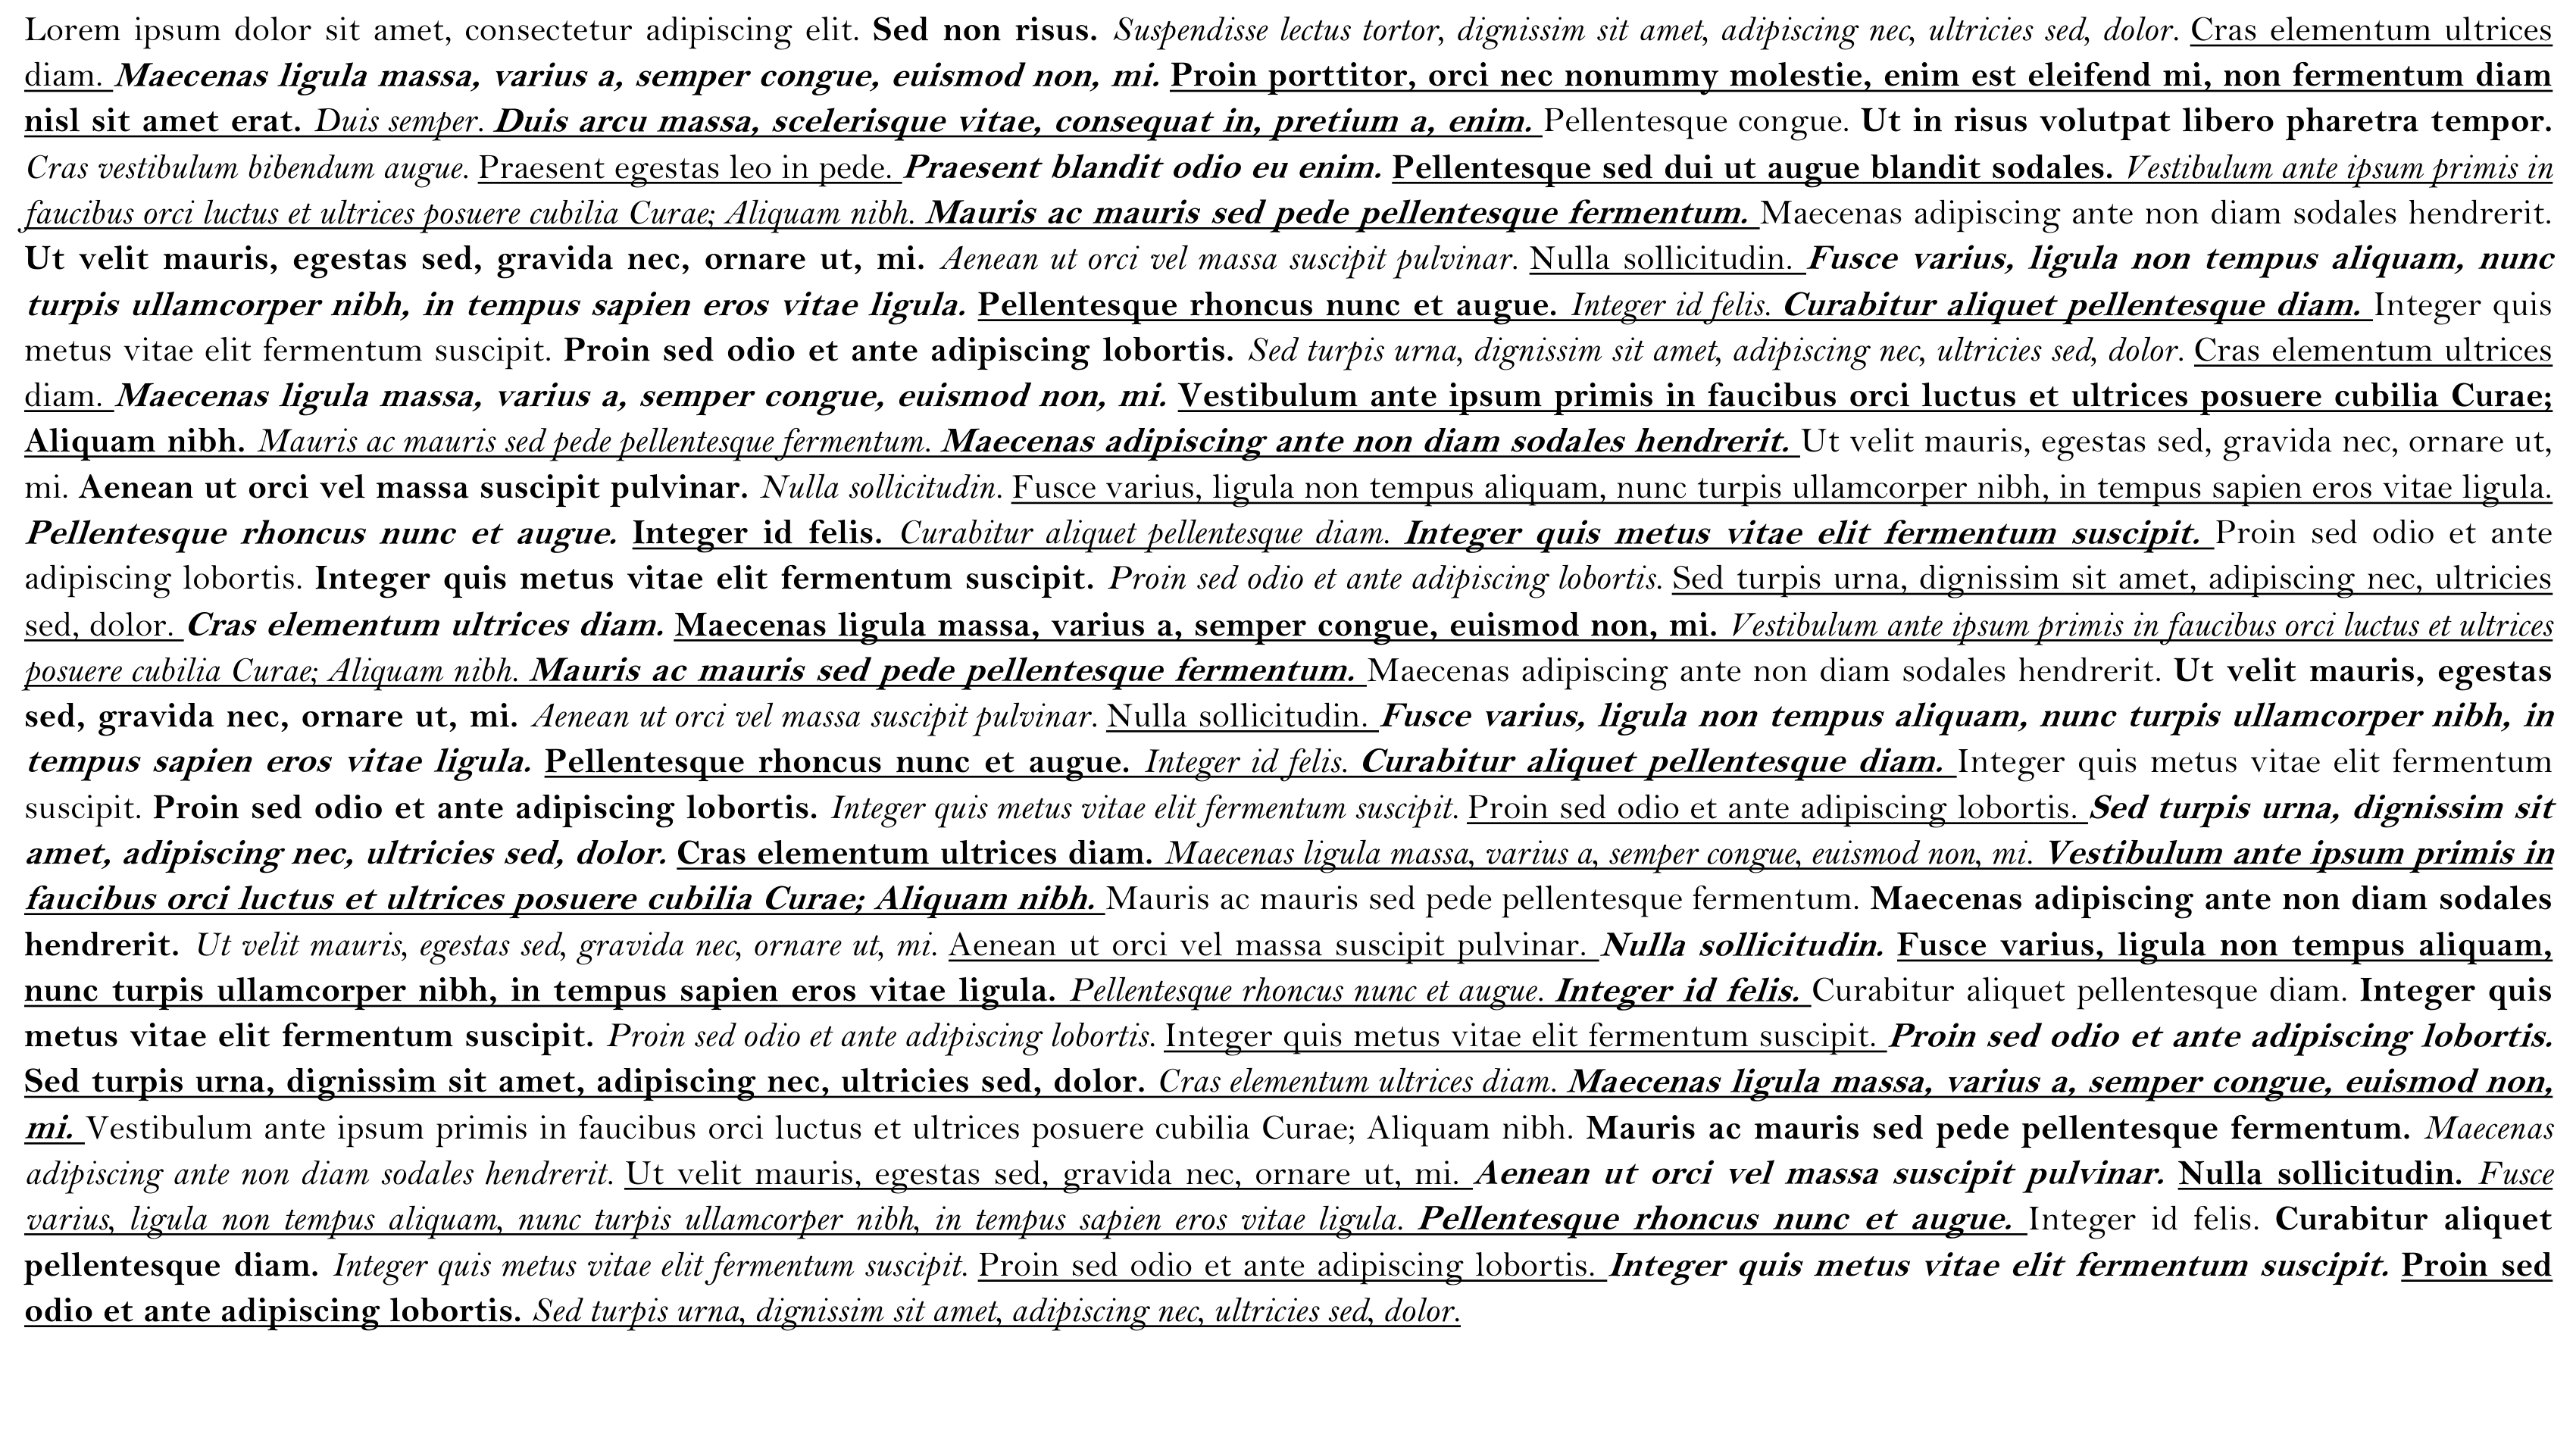 Lorem ipsum dolor sit amet, consectetur adipiscing elit. Sed non risus. Suspendisse lectus tortor, dignissim sit amet, adipiscing nec, ultricies sed, dolor. Cras elementum ultrices
diam. Maecenas ligula massa, varius a, semper congue, euismod non, mi. Proin porttitor, orci nec nonummy molestie, enim est eleifend mi, non fermentum diam
nisl sit amet erat. Duis semper. Duis arcu massa, scelerisque vitae, consequat in, pretium a, enim. Pellentesque congue. Ut in risus volutpat libero pharetra tempor.
Cras vestibulum bibendum augue. Praesent egestas leo in pede. Praesent blandit odio eu enim. Pellentesque sed dui ut augue blandit sodales. Vestibulum ante ipsum primis in
faucibus orci luctus et ultrices posuere cubilia Curae; Aliquam nibh. Mauris ac mauris sed pede pellentesque fermentum. Maecenas adipiscing ante non diam sodales hendrerit.
Ut velit mauris, egestas sed, gravida nec, ornare ut, mi. Aenean ut orci vel massa suscipit pulvinar. Nulla sollicitudin. Fusce varius, ligula non tempus aliquam, nunc
turpis ullamcorper nibh, in tempus sapien eros vitae ligula. Pellentesque rhoncus nunc et augue. Integer id felis. Curabitur aliquet pellentesque diam. Integer quis
metus vitae elit fermentum suscipit. Proin sed odio et ante adipiscing lobortis. Sed turpis urna, dignissim sit amet, adipiscing nec, ultricies sed, dolor. Cras elementum ultrices
diam. Maecenas ligula massa, varius a, semper congue, euismod non, mi. Vestibulum ante ipsum primis in faucibus orci luctus et ultrices posuere cubilia Curae;
Aliquam nibh. Mauris ac mauris sed pede pellentesque fermentum. Maecenas adipiscing ante non diam sodales hendrerit. Ut velit mauris, egestas sed, gravida nec, ornare ut,
mi. Aenean ut orci vel massa suscipit pulvinar. Nulla sollicitudin. Fusce varius, ligula non tempus aliquam, nunc turpis ullamcorper nibh, in tempus sapien eros vitae ligula.
Pellentesque rhoncus nunc et augue. Integer id felis. Curabitur aliquet pellentesque diam. Integer quis metus vitae elit fermentum suscipit. Proin sed odio et ante
adipiscing lobortis. Integer quis metus vitae elit fermentum suscipit. Proin sed odio et ante adipiscing lobortis. Sed turpis urna, dignissim sit amet, adipiscing nec, ultricies
sed, dolor. Cras elementum ultrices diam. Maecenas ligula massa, varius a, semper congue, euismod non, mi. Vestibulum ante ipsum primis in faucibus orci luctus et ultrices
posuere cubilia Curae; Aliquam nibh. Mauris ac mauris sed pede pellentesque fermentum. Maecenas adipiscing ante non diam sodales hendrerit. Ut velit mauris, egestas
sed, gravida nec, ornare ut, mi. Aenean ut orci vel massa suscipit pulvinar. Nulla sollicitudin. Fusce varius, ligula non tempus aliquam, nunc turpis ullamcorper nibh, in
tempus sapien eros vitae ligula. Pellentesque rhoncus nunc et augue. Integer id felis. Curabitur aliquet pellentesque diam. Integer quis metus vitae elit fermentum
suscipit. Proin sed odio et ante adipiscing lobortis. Integer quis metus vitae elit fermentum suscipit. Proin sed odio et ante adipiscing lobortis. Sed turpis urna, dignissim sit
amet, adipiscing nec, ultricies sed, dolor. Cras elementum ultrices diam. Maecenas ligula massa, varius a, semper congue, euismod non, mi. Vestibulum ante ipsum primis in
faucibus orci luctus et ultrices posuere cubilia Curae; Aliquam nibh. Mauris ac mauris sed pede pellentesque fermentum. Maecenas adipiscing ante non diam sodales
hendrerit. Ut velit mauris, egestas sed, gravida nec, ornare ut, mi. Aenean ut orci vel massa suscipit pulvinar. Nulla sollicitudin. Fusce varius, ligula non tempus aliquam,
nunc turpis ullamcorper nibh, in tempus sapien eros vitae ligula. Pellentesque rhoncus nunc et augue. Integer id felis. Curabitur aliquet pellentesque diam. Integer quis
metus vitae elit fermentum suscipit. Proin sed odio et ante adipiscing lobortis. Integer quis metus vitae elit fermentum suscipit. Proin sed odio et ante adipiscing lobortis.
Sed turpis urna, dignissim sit amet, adipiscing nec, ultricies sed, dolor. Cras elementum ultrices diam. Maecenas ligula massa, varius a, semper congue, euismod non,
mi. Vestibulum ante ipsum primis in faucibus orci luctus et ultrices posuere cubilia Curae; Aliquam nibh. Mauris ac mauris sed pede pellentesque fermentum. Maecenas
adipiscing ante non diam sodales hendrerit. Ut velit mauris, egestas sed, gravida nec, ornare ut, mi. Aenean ut orci vel massa suscipit pulvinar. Nulla sollicitudin. Fusce
varius, ligula non tempus aliquam, nunc turpis ullamcorper nibh, in tempus sapien eros vitae ligula. Pellentesque rhoncus nunc et augue. Integer id felis. Curabitur aliquet
pellentesque diam. Integer quis metus vitae elit fermentum suscipit. Proin sed odio et ante adipiscing lobortis. Integer quis metus vitae elit fermentum suscipit. Proin sed
odio et ante adipiscing lobortis. Sed turpis urna, dignissim sit amet, adipiscing nec, ultricies sed, dolor.